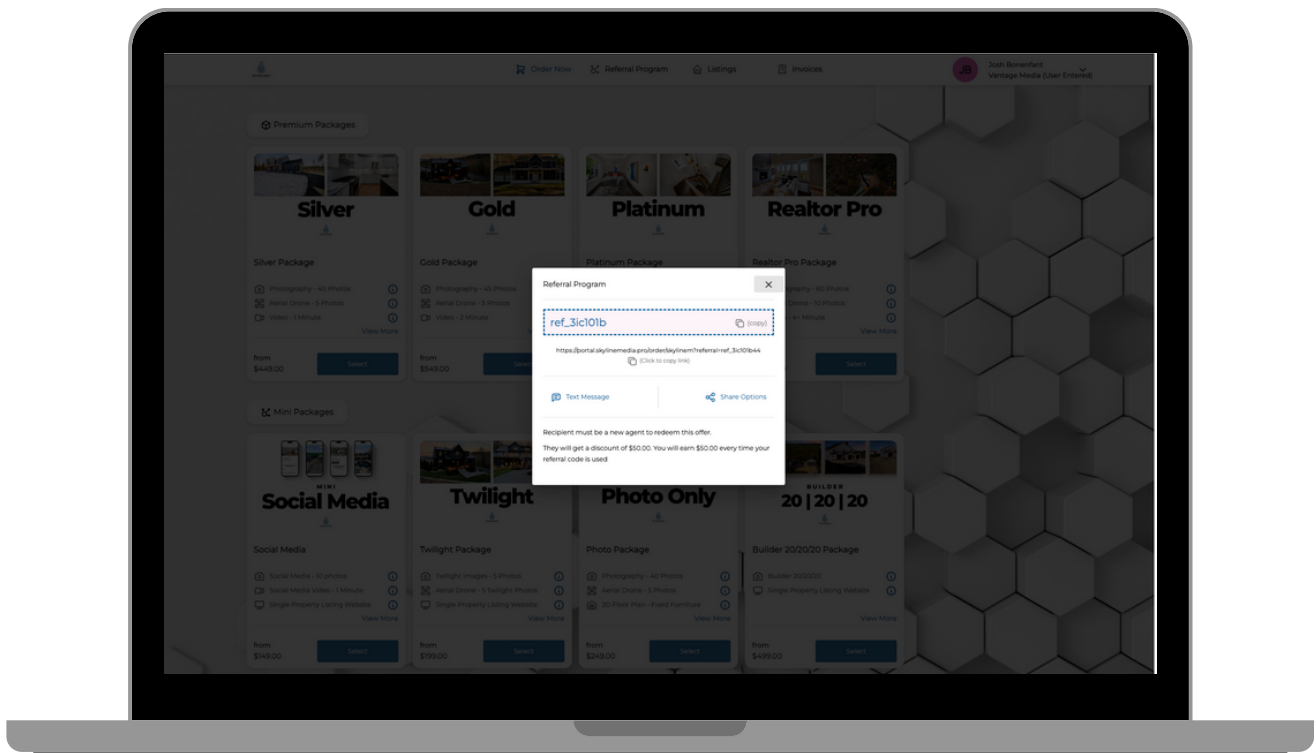 Order Now
Referral Program
Listings
Invoices
JB
Josh Bonenfant
Vantage Media (User Entered)
Premium Packages
Silver
Gold
Platinum
Realtor Pro
Silver Package
Gold Package
Platinum Package
Realtor Pro Package
Photography - 40 Photos
Aerial Drone - 5 Photos
Video - 1 Minute
View More
from
$449.00
Select
Photography - 45 Photos
Aerial Drone - 5 Photos
Video - 2 Minute
from
$549.00
- 60 Photos
Drone - 10 Photos
View More
Select
Referral Program
ref_3ic101b
(copy)
https://portal.skylinemedia.pro/order/skylinem?referral=ref_3ic101b44
(Click to copy link)
Text Message
Share Options
Recipient must be a new agent to redeem this offer.
They will get a discount of $50.00. You will earn $50.00 every time your
referral code is used
Mini Packages
MINI
Social Media
Twilight
Photo Only
BUILDER
20 | 20 | 20
Social Media
Twilight Package
Photo Package
Builder 20/20/20 Package
Social Media - 10 photos
Social Media Video - 1 Minute
Single Property Listing Website
View More
from
$149.00
Select
Twilight Images - 5 Photos
Aerial Drone - 5 Twilight Photos
Single Property Listing Website
View More
from
$199.00
Select
Photography - 40 Photos
Aerial Drone - 5 Photos
2D Floor Plan - Fixed Furniture
View More
from
$249.00
Select
Builder 20/20/20
Single Property Listing Website
View More
from
$499.00
Select